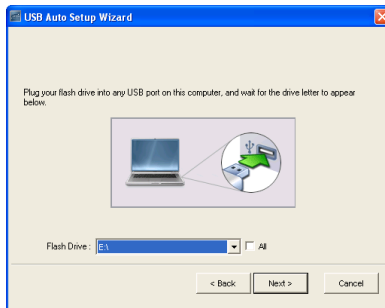 USB Auto Setup Wizard
Plug your flash drive into any USB port on this computer, and wait for the drive letter to appear
below.
Flash Drive : E:\ All
< Back Next > Cancel